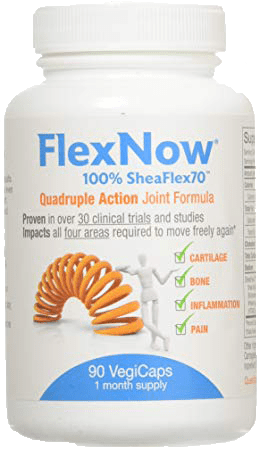 FlexNow®
100% SheaFlex70™
Quadruple Action Joint Formula
Proven in over 30 clinical trials and studies
Impacts all four areas required to move freely again*
CARTILAGE
BONE
INFLAMMATION
PAIN
90 VegiCaps
1 month supply